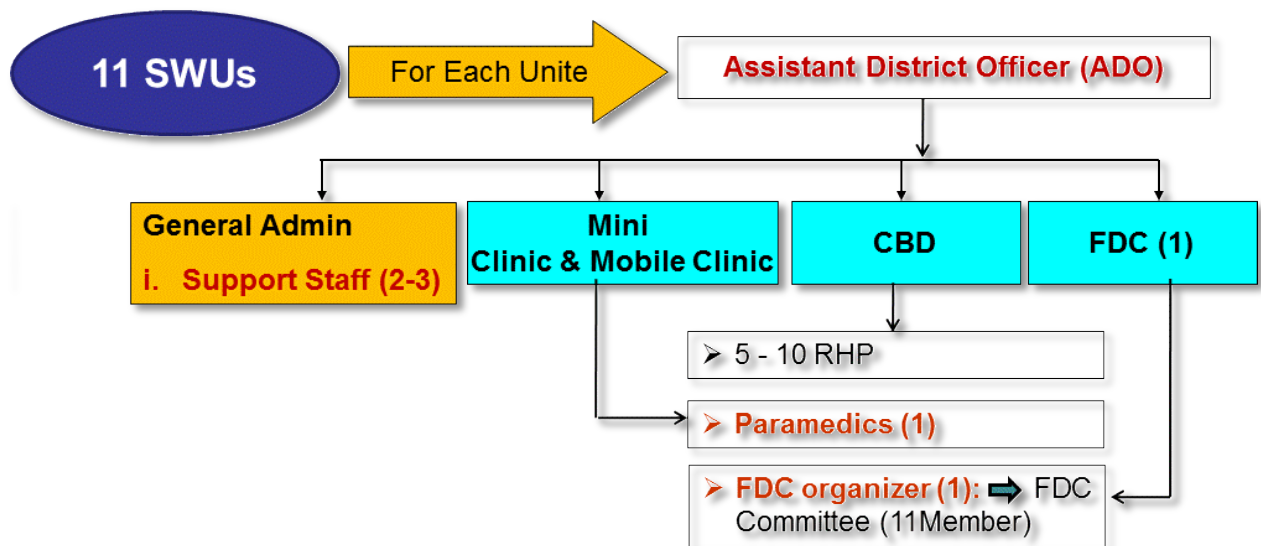 11 SWUs
For Each Unite
Assistant District Officer (ADO)
General Admin
i. Support Staff (2-3)
Mini
Clinic & Mobile Clinic
CBD
FDC (1)
➢ 5 - 10 RHP
➢ Paramedics (1)
➢ FDC organizer (1): ➡ FDC
Committee (11Member)